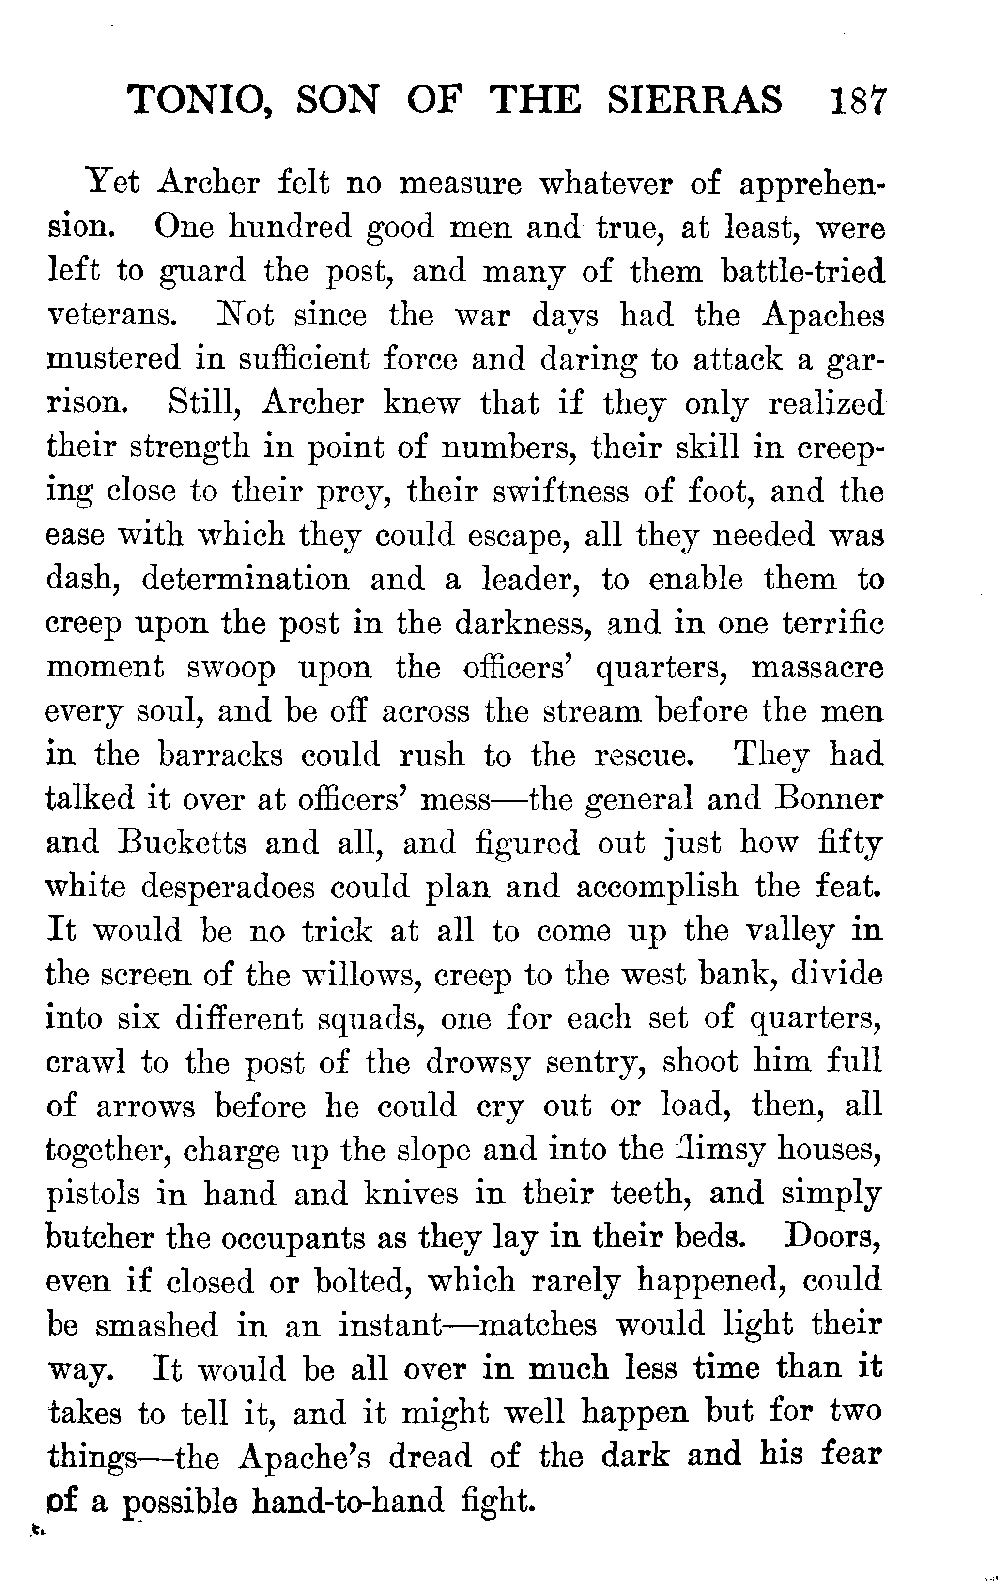 TONIO, SON OF THE SIERRAS 187
Yet Archer felt no measure whatever of apprehen-
sion. One hundred good men and true, at least, were
left to guard the post, and many of them battle-tried
veterans. Not since the war days had the Apaches
mustered in sufficient force and daring to attack a gar-
rison. Still, Archer knew that if they only realized
their strength in point of numbers, their skill in creep-
ing close to their prey, their swiftness of foot, and the
ease with which they could escape, all they needed was
dash, determination and a leader, to enable them to
creep upon the post in the darkness, and in one terrific
moment swoop upon the officers' quarters, massacre
every soul, and be off across the stream before the men
in the barracks could rush to the rescue. They had
talked it over at officers' mess—the general and Bonner
and Bucketts and all, and figured out just how fifty
white desperadoes could plan and accomplish the feat.
It would be no trick at all to come up the valley in
the screen of the willows, creep to the west bank, divide
into six different squads, one for each set of quarters,
crawl to the post of the drowsy sentry, shoot him full
of arrows before he could cry out or load, then, all
together, charge up the slope and into the flimsy houses,
pistols in hand and knives in their teeth, and simply
butcher the occupants as they lay in their beds. Doors,
even if closed or bolted, which rarely happened, could
be smashed in an instant—matches would light their
way. It would be all over in much less time than it
takes to tell it, and it might well happen but for two
things—the Apache's dread of the dark and his fear
of a possible hand-to-hand fight.